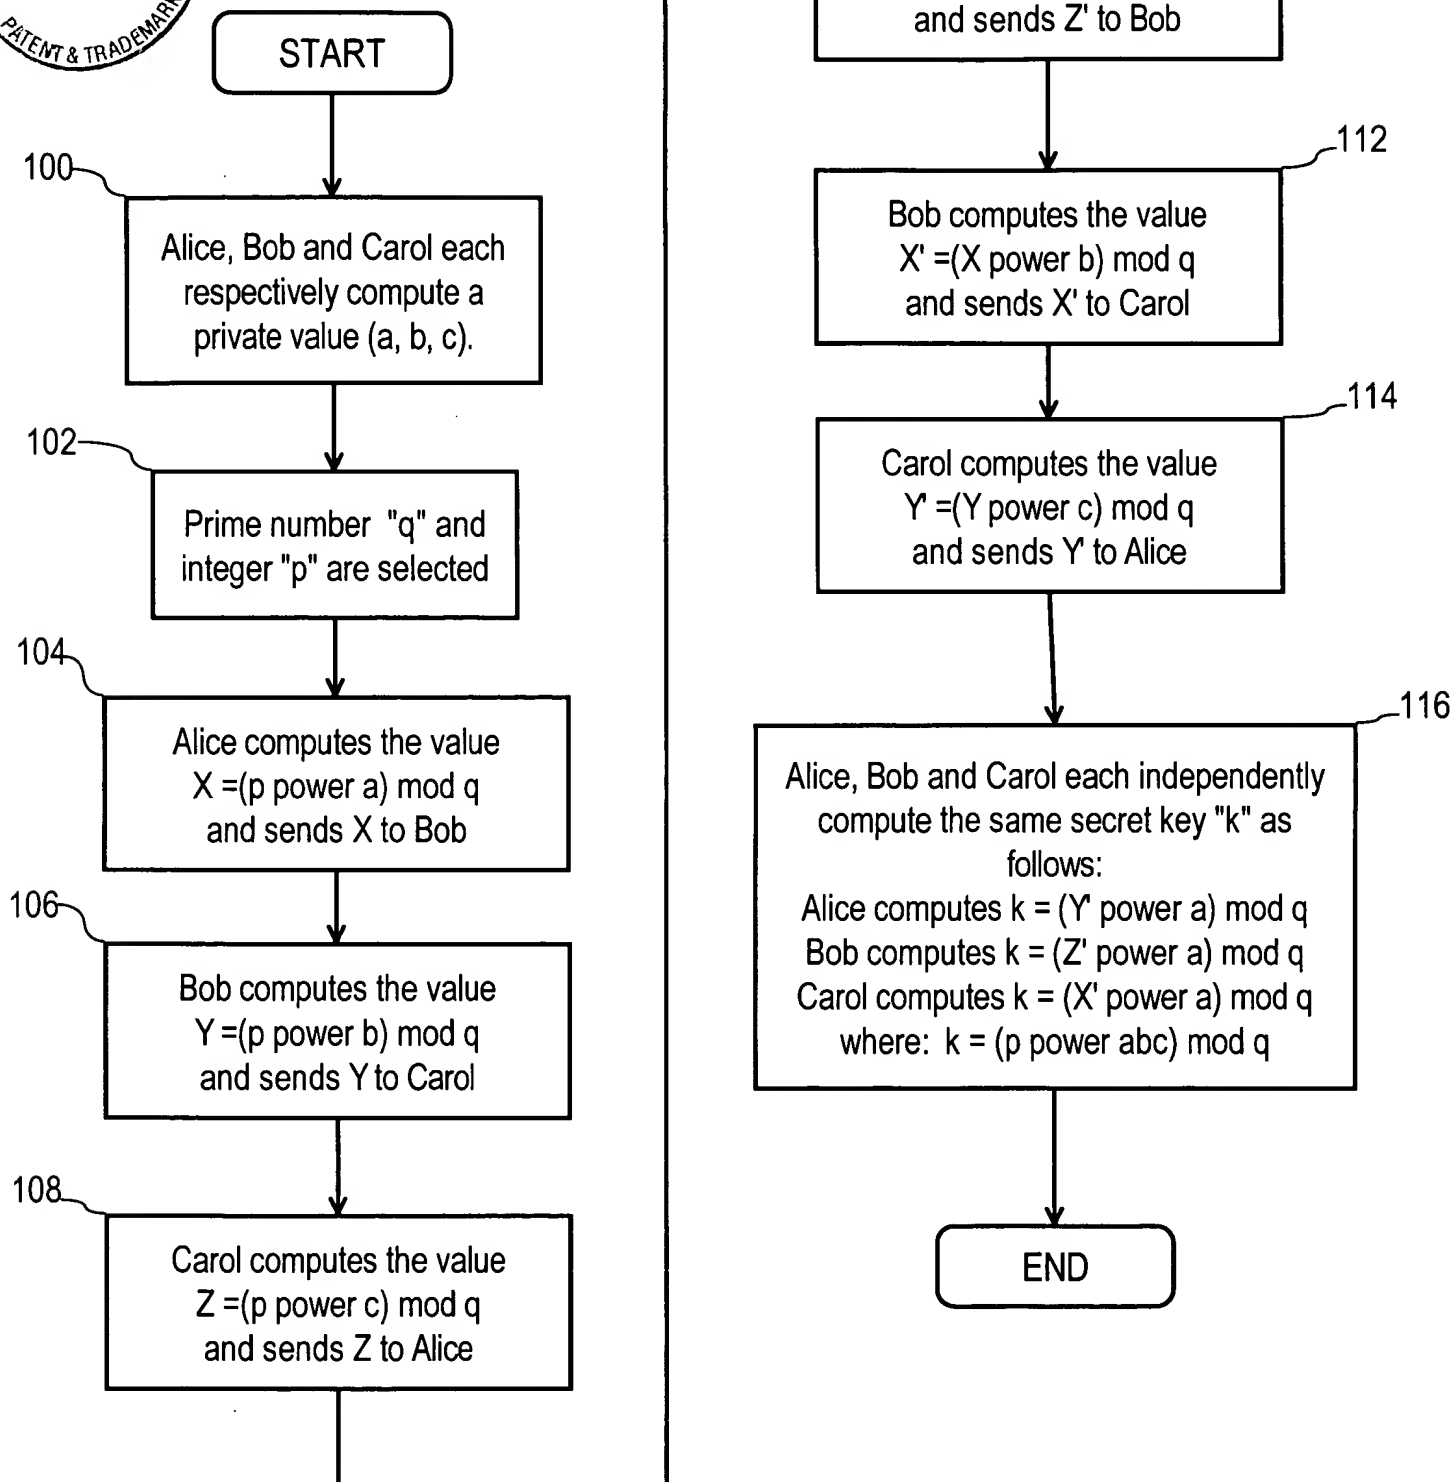 PATENT & TRADEMARK
START
100
Alice, Bob and Carol each
respectively compute a
private value (a, b, c).
102
Prime number "q" and
integer "p" are selected
104
Alice computes the value
X =(p power a) mod q
and sends X to Bob
106
Bob computes the value
Y =(p power b) mod q
and sends Y to Carol
108
Carol computes the value
Z =(p power c) mod q
and sends Z to Alice
and sends Z' to Bob
112
Bob computes the value
X' =(X power b) mod q
and sends X' to Carol
114
Carol computes the value
Y' =(Y power c) mod q
and sends Y' to Alice
116
Alice, Bob and Carol each independently
compute the same secret key "k" as
follows:
Alice computes k = (Y' power a) mod q
Bob computes k = (Z' power a) mod q
Carol computes k = (X' power a) mod q
where: k = (p power abc) mod q
END